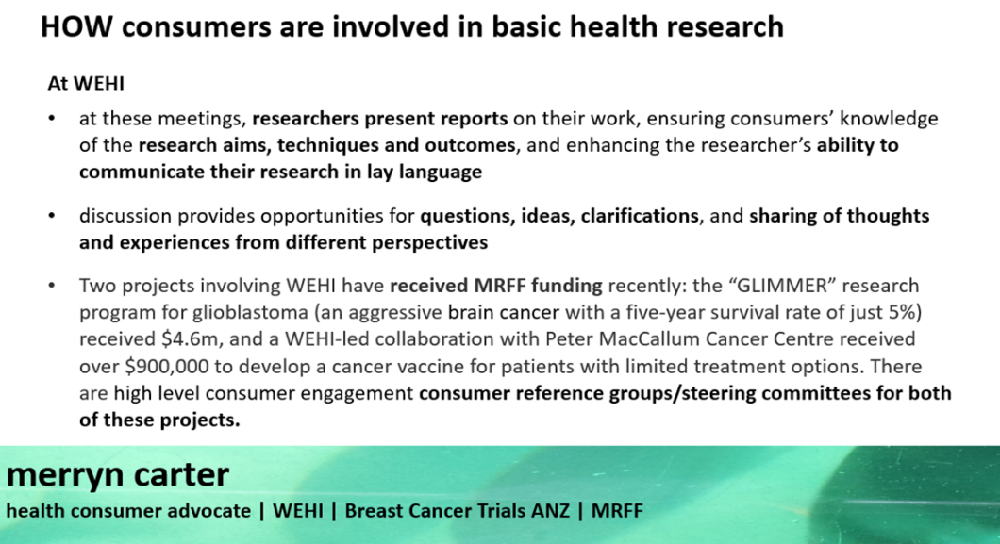 HOW consumers are involved in basic health research
At WEHI
• at these meetings, researchers present reports on their work, ensuring consumers’ knowledge
of the research aims, techniques and outcomes, and enhancing the researcher’s ability to
communicate their research in lay language
• discussion provides opportunities for questions, ideas, clarifications, and sharing of thoughts
and experiences from different perspectives
• Two projects involving WEHI have received MRFF funding recently: the “GLIMMER” research
program for glioblastoma (an aggressive brain cancer with a five-year survival rate of just 5%)
received $4.6m, and a WEHI-led collaboration with Peter MacCallum Cancer Centre received
over $900,000 to develop a cancer vaccine for patients with limited treatment options. There
are high level consumer engagement consumer reference groups/steering committees for both
of these projects.
merryn carter
health consumer advocate | WEHI | Breast Cancer Trials ANZ | MRFF